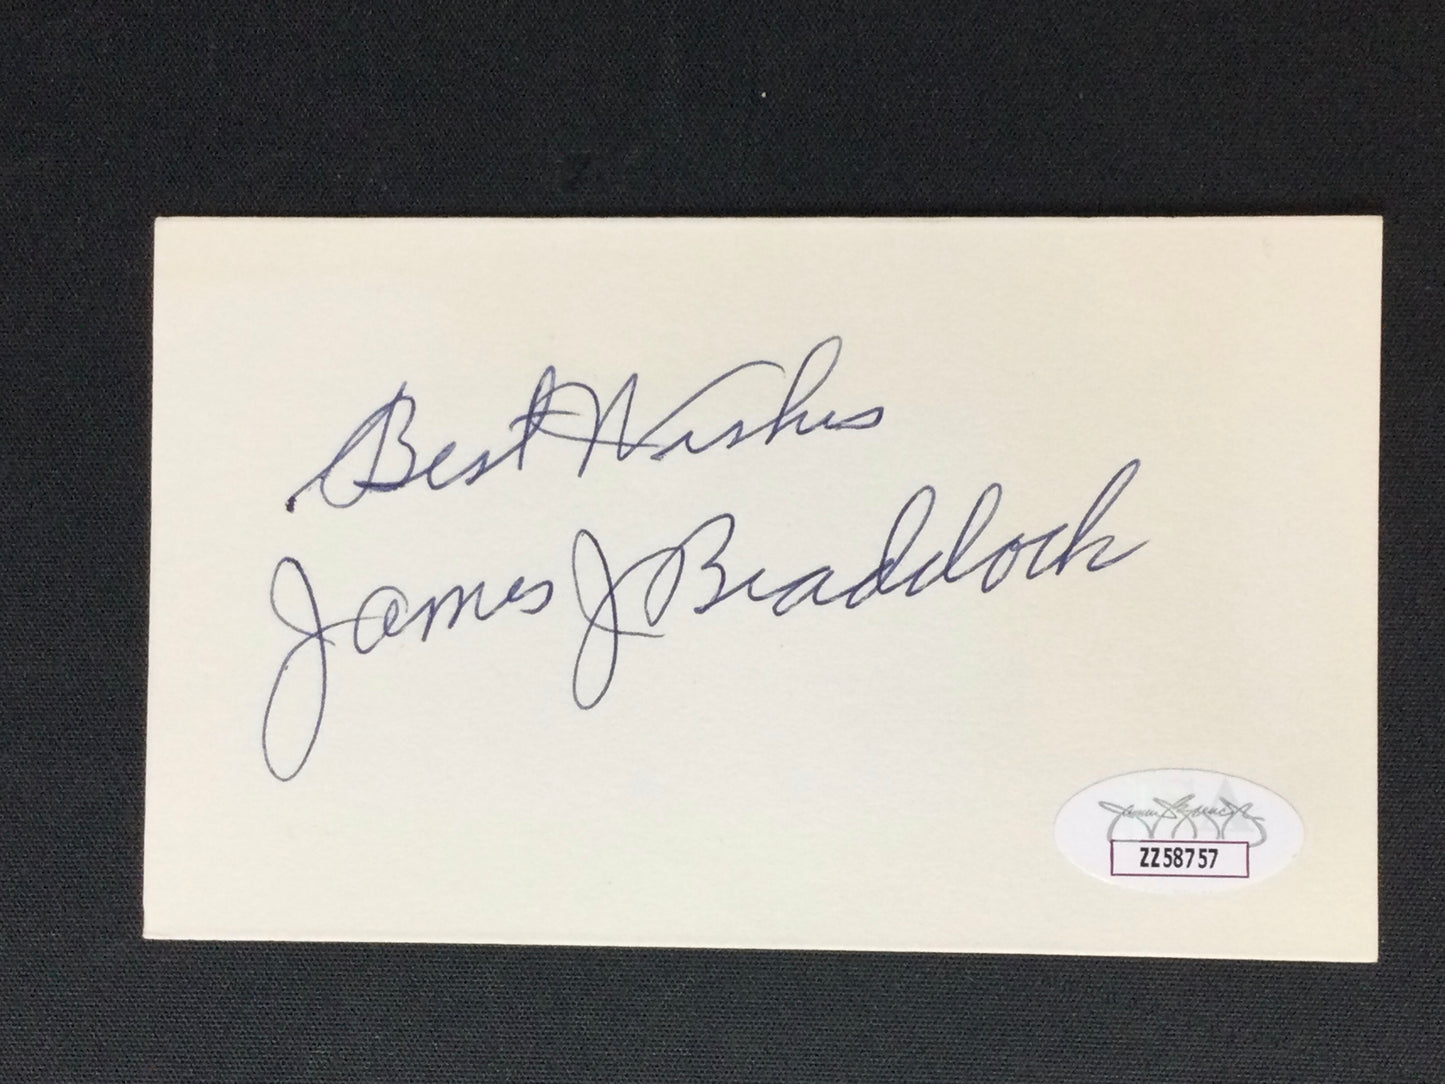 Best Wishes
James J Braddock
ZZ58757